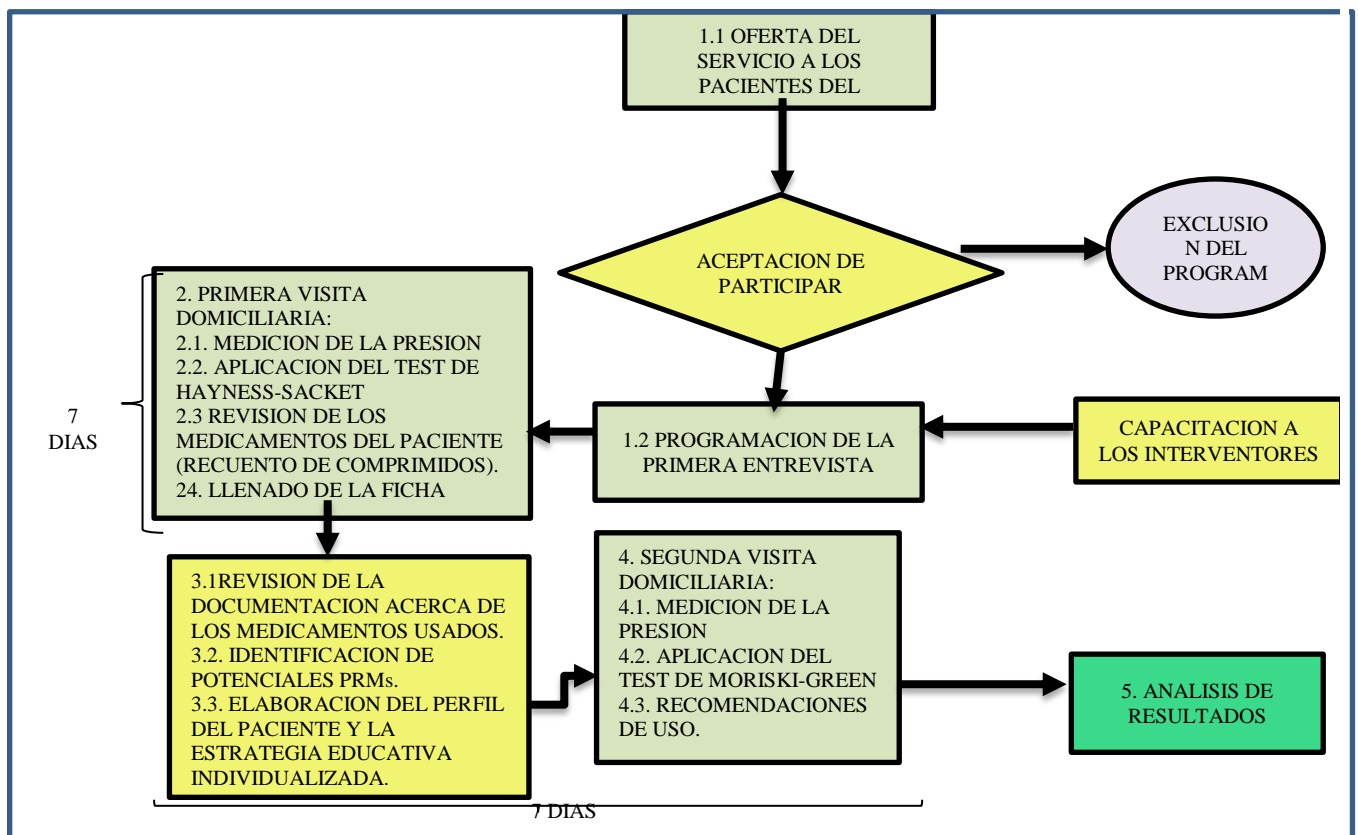 1.1 OFERTA DEL
SERVICIO A LOS
PACIENTES DEL
ACEPTACION DE
PARTICIPAR
EXCLUSIO
N DEL
PROGRAM
2. PRIMERA VISITA
DOMICILIARIA:
2.1. MEDICION DE LA PRESION
2.2. APLICACION DEL TEST DE
HAYNESS-SACKET
2.3 REVISION DE LOS
MEDICAMENTOS DEL PACIENTE
(RECUENTO DE COMPRIMIDOS).
24. LLENADO DE LA FICHA
7
DIAS
1.2 PROGRAMACION DE LA
PRIMERA ENTREVISTA
CAPACITACION A
LOS INTERVENTORES
3.1REVISION DE LA
DOCUMENTACION ACERCA DE
LOS MEDICAMENTOS USADOS.
3.2. IDENTIFICACION DE
POTENCIALES PRMs.
3.3. ELABORACION DEL PERFIL
DEL PACIENTE Y LA
ESTRATEGIA EDUCATIVA
INDIVIDUALIZADA.
4. SEGUNDA VISITA
DOMICILIARIA:
4.1. MEDICION DE LA
PRESION
4.2. APLICACION DEL
TEST DE MORISKI-GREEN
4.3. RECOMENDACIONES
DE USO.
5. ANALISIS DE
RESULTADOS
7 DIAS